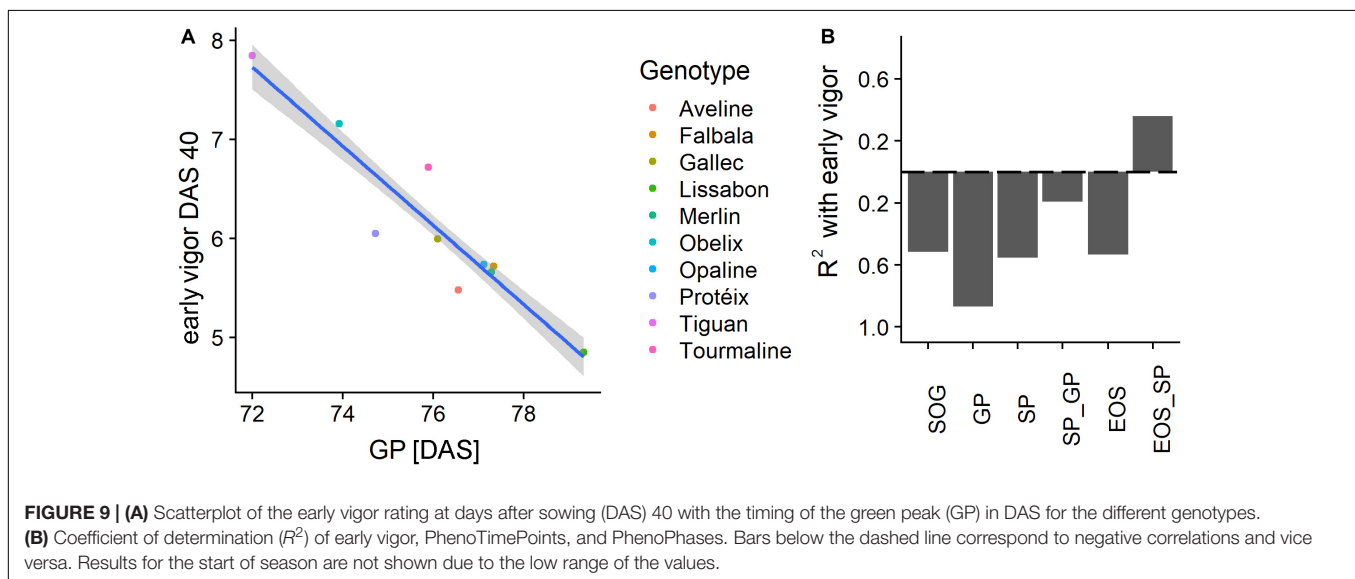 A
8
7
6
5
early vigor DAS 40
72 74 76 78
GP [DAS]
Genotype
Aveline
Falbala
Gallec
Lissabon
Merlin
Obelix
Opaline
Protéix
Tiguan
Tourmaline
B
0.6
0.2
0.2
0.6
1.0
R² with early vigor
SOG
GP
SP
SP_GP
EOS
EOS_SP
FIGURE 9 | (A) Scatterplot of the early vigor rating at days after sowing (DAS) 40 with the timing of the green peak (GP) in DAS for the different genotypes.
(B) Coefficient of determination (R²) of early vigor, PhenoTimePoints, and PhenoPhases. Bars below the dashed line correspond to negative correlations and vice
versa. Results for the start of season are not shown due to the low range of the values.